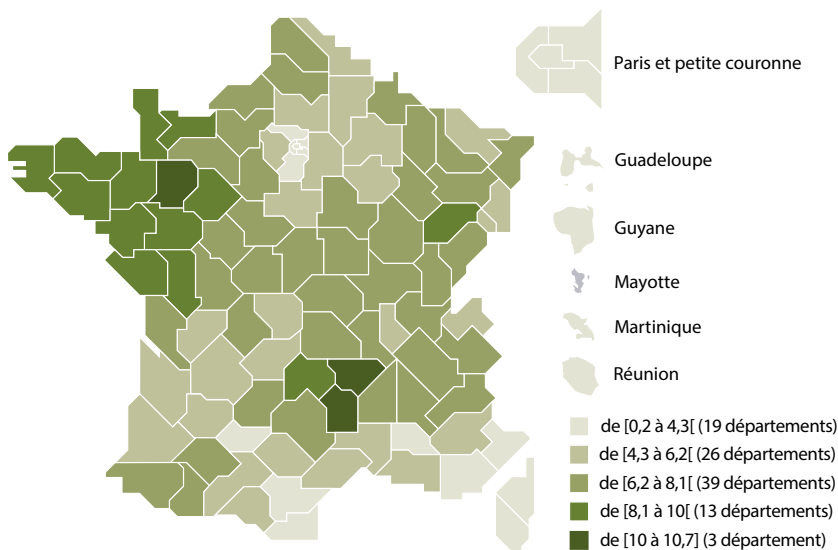 Paris et petite couronne
Guadeloupe
Guyane
Mayotte
Martinique
Réunion
de [0,2 à 4,3[ (19 départements)
de [4,3 à 6,2[ (26 départements)
de [6,2 à 8,1[ (39 départements)
de [8,1 à 10[ (13 départements)
de [10 à 10,7] (3 département)